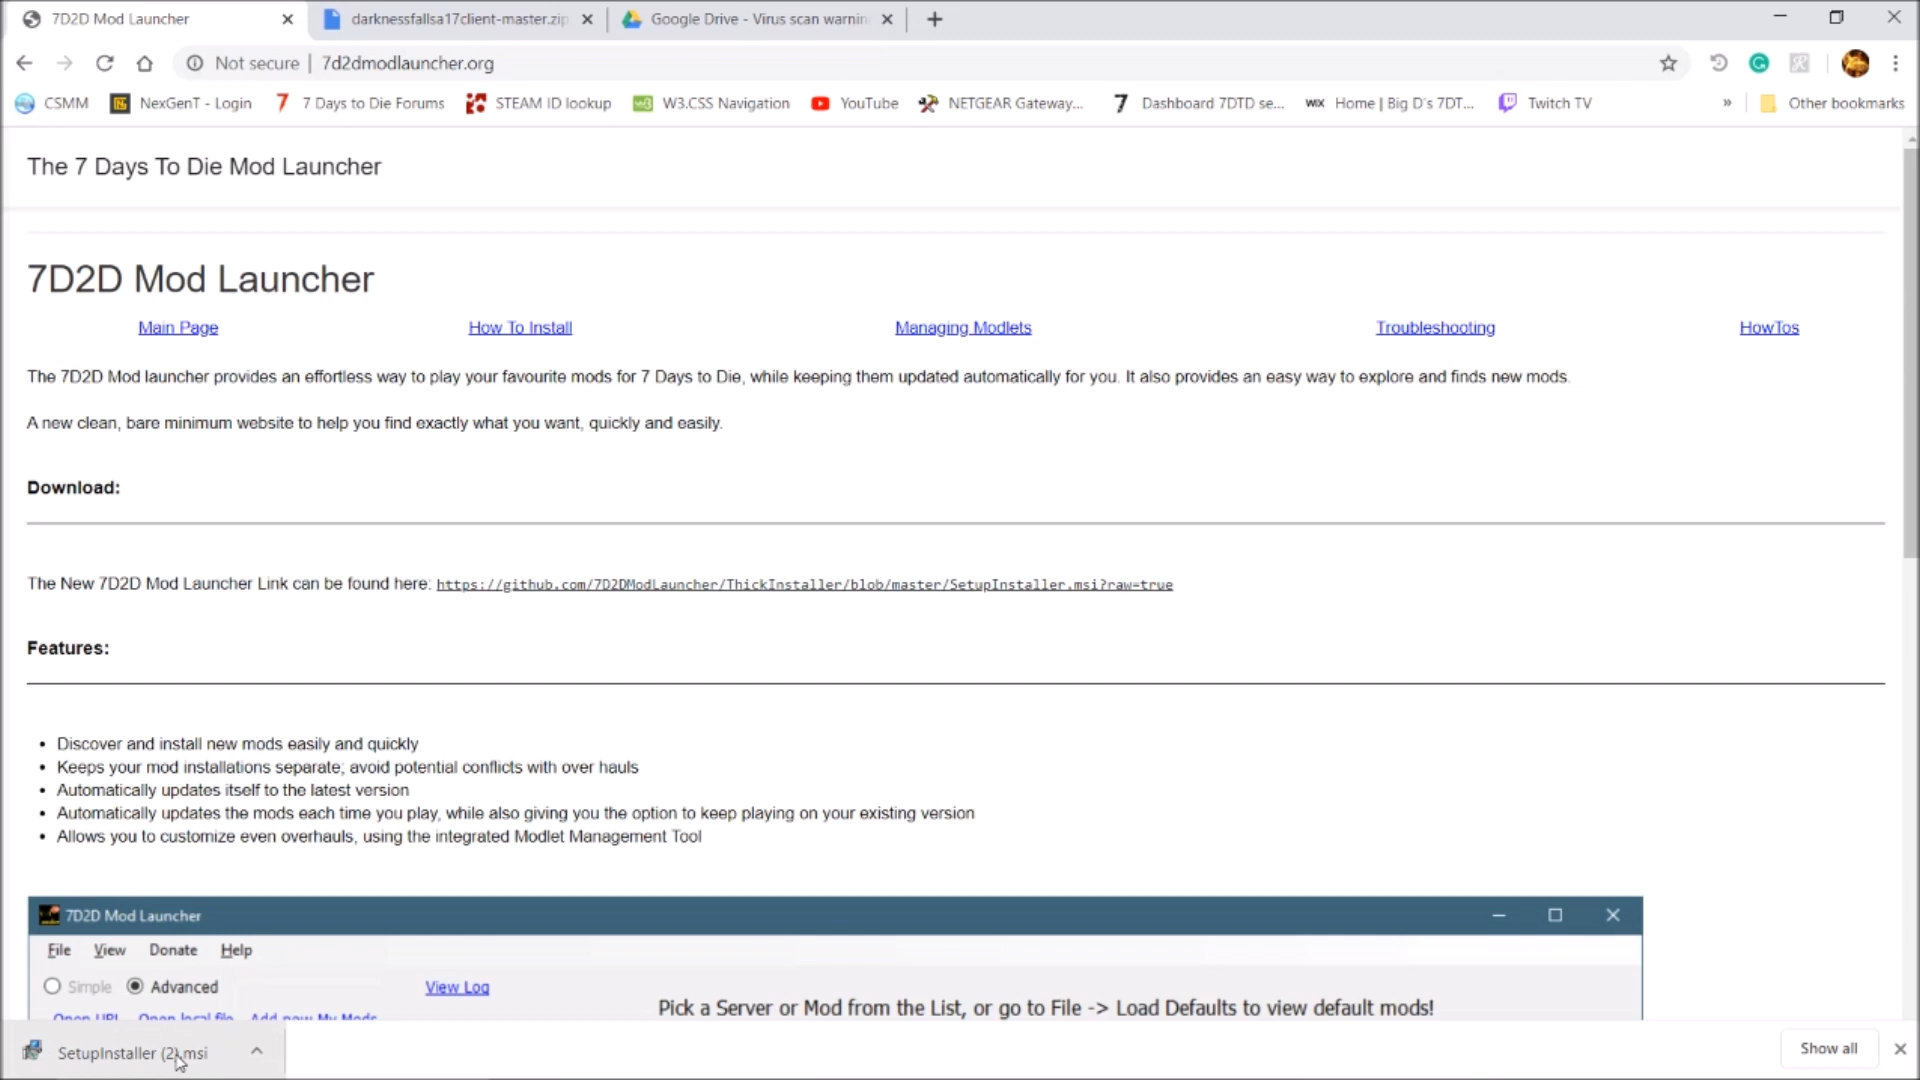 7D2D Mod Launcher
darknessfallsa17client-master.zip
Google Drive - Virus scan warnin
Not secure | 7d2dmodlauncher.org
CSMM
NexGenT - Login
7 Days to Die Forums
STEAM ID lookup
W3.CSS Navigation
YouTube
NETGEAR Gateway...
Dashboard 7DTD se...
WIX Home | Big D's 7DT...
Twitch TV
»
Other bookmarks
The 7 Days To Die Mod Launcher
7D2D Mod Launcher
Main Page How To Install Managing Modlets Troubleshooting HowTos
The 7D2D Mod launcher provides an effortless way to play your favourite mods for 7 Days to Die, while keeping them updated automatically for you. It also provides an easy way to explore and finds new mods.
A new clean, bare minimum website to help you find exactly what you want, quickly and easily.
Download:
The New 7D2D Mod Launcher Link can be found here: https://github.com/7D2DModLauncher/ThickInstaller/blob/master/SetupInstaller.msi?raw=true
Features:
• Discover and install new mods easily and quickly
• Keeps your mod installations separate; avoid potential conflicts with over hauls
• Automatically updates itself to the latest version
• Automatically updates the mods each time you play, while also giving you the option to keep playing on your existing version
• Allows you to customize even overhauls, using the integrated Modlet Management Tool
7D2D Mod Launcher
File View Donate Help
Simple Advanced View Log
Pick a Server or Mod from the List, or go to File -> Load Defaults to view default mods!
Open URL Open local file Add new My Mods
SetupInstaller (2).msi
Show all